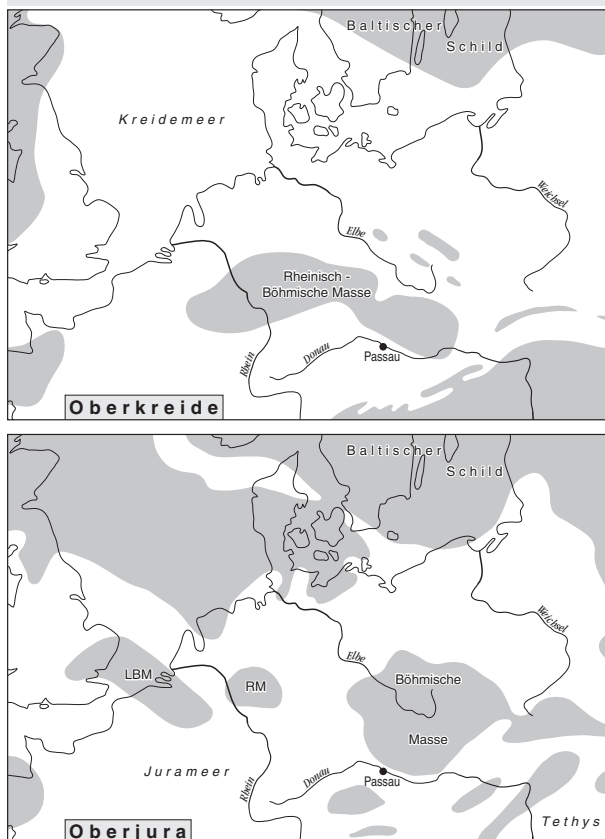 Baltischer
Schild
Kreidemeer
Weichsel
Elbe
Rheinisch -
Böhmische Masse
Donau
Passau
Rhein
Oberkreide
Baltischer
Schild
Weichsel
Elbe
LBM
RM
Böhmische
Masse
Jurameer
Donau
Passau
Rhein
Tethys
Oberjura